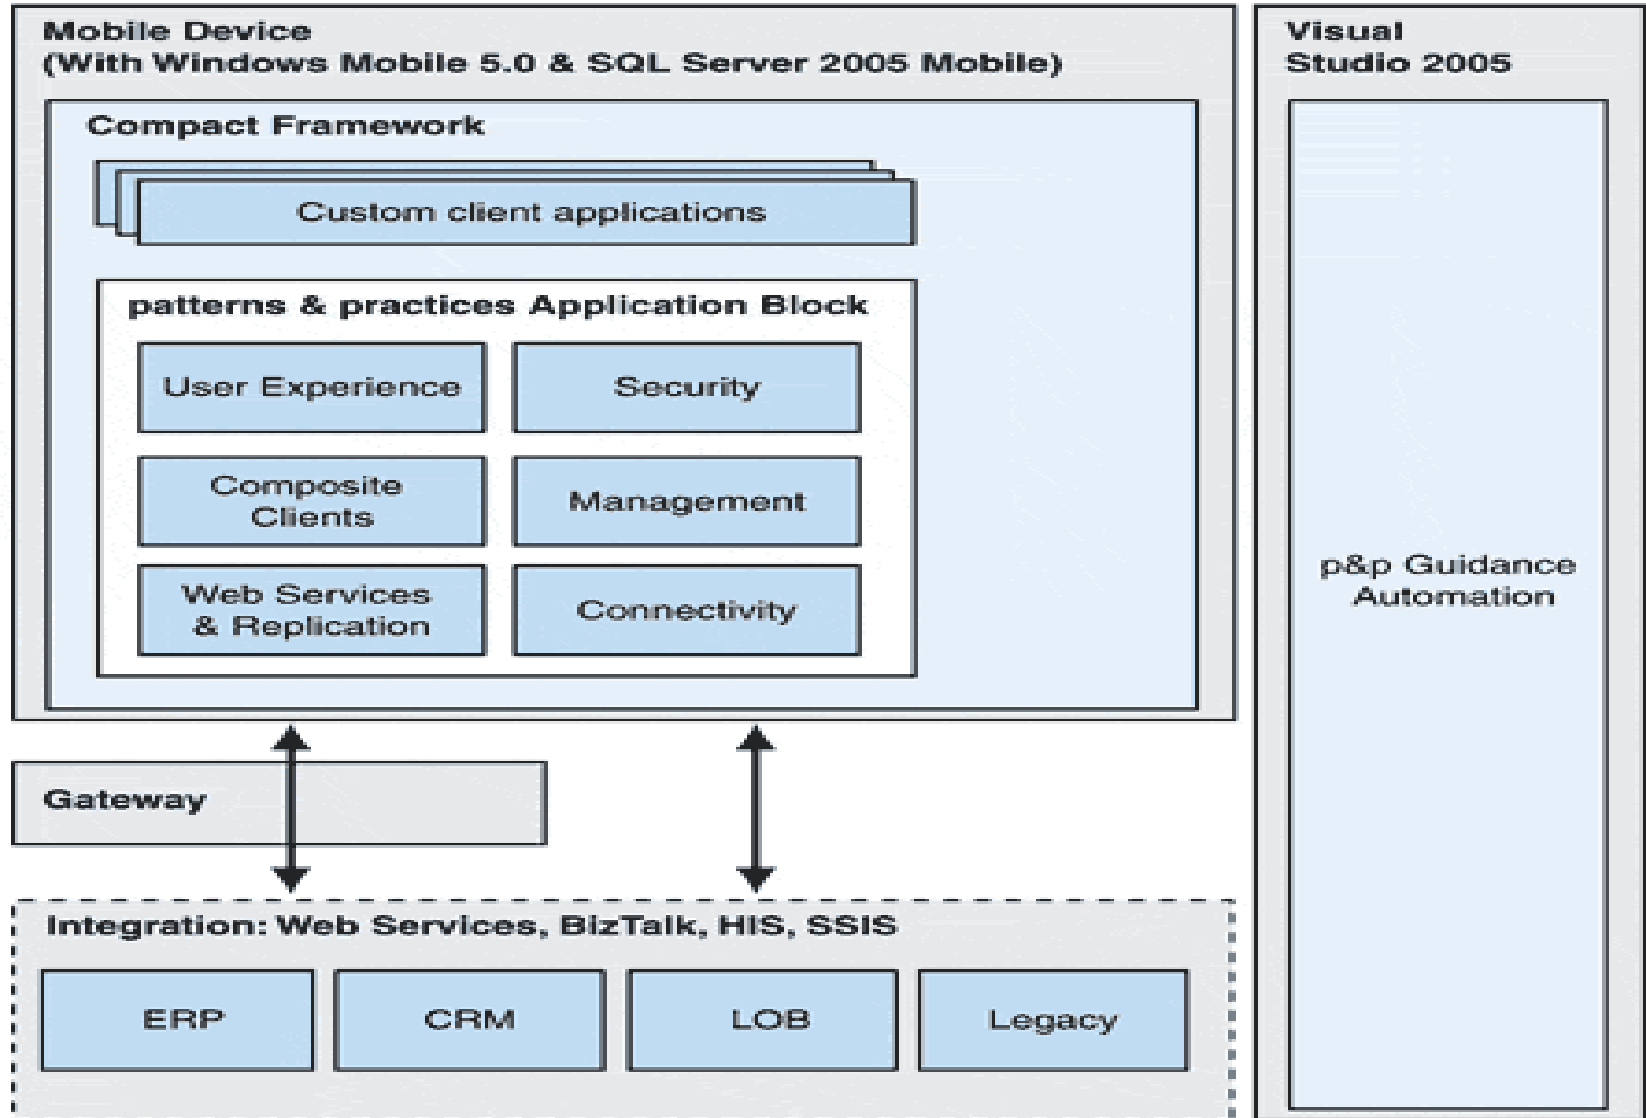 Mobile Device
(With Windows Mobile 5.0 & SQL Server 2005 Mobile)
Compact Framework
Custom client applications
patterns & practices Application Block
User Experience
Security
Composite
Clients
Management
Web Services
& Replication
Connectivity
Gateway
Integration: Web Services, BizTalk, HIS, SSIS
ERP
CRM
LOB
Legacy
Visual
Studio 2005
p&p Guidance
Automation